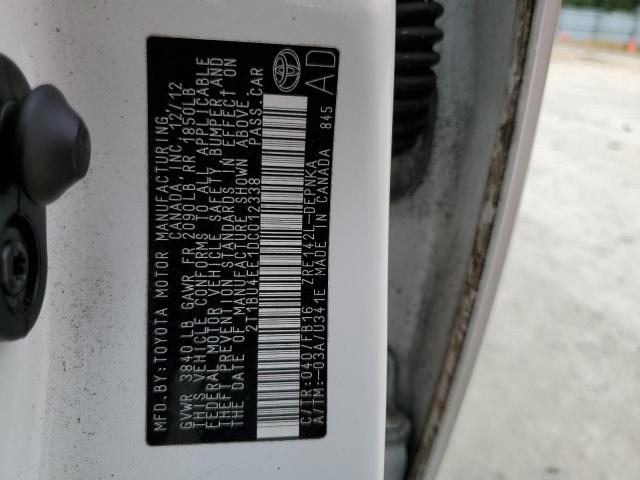 MFD.BY:TOYOTA MOTOR MANUFACTURING
CANADA, INC. 12/12
GVWR 3840LB GAWR FR 2090LB, RR 1850LB
THIS VEHICLE CONFORMS TO ALL APPLICABLE
FEDERAL MOTOR VEHICLE SAFETY, BUMPER, AND
THEFT PREVENTION STANDARDS IN EFFECT ON
THE DATE OF MANUFACTURE SHOWN ABOVE.
2T1BU4EE1DC012338 PASS.CAR
C/TR:040/FB16 ZRE142L-DEPNKA
A/TM:-03A/U341E MADE IN CANADA 845
AD